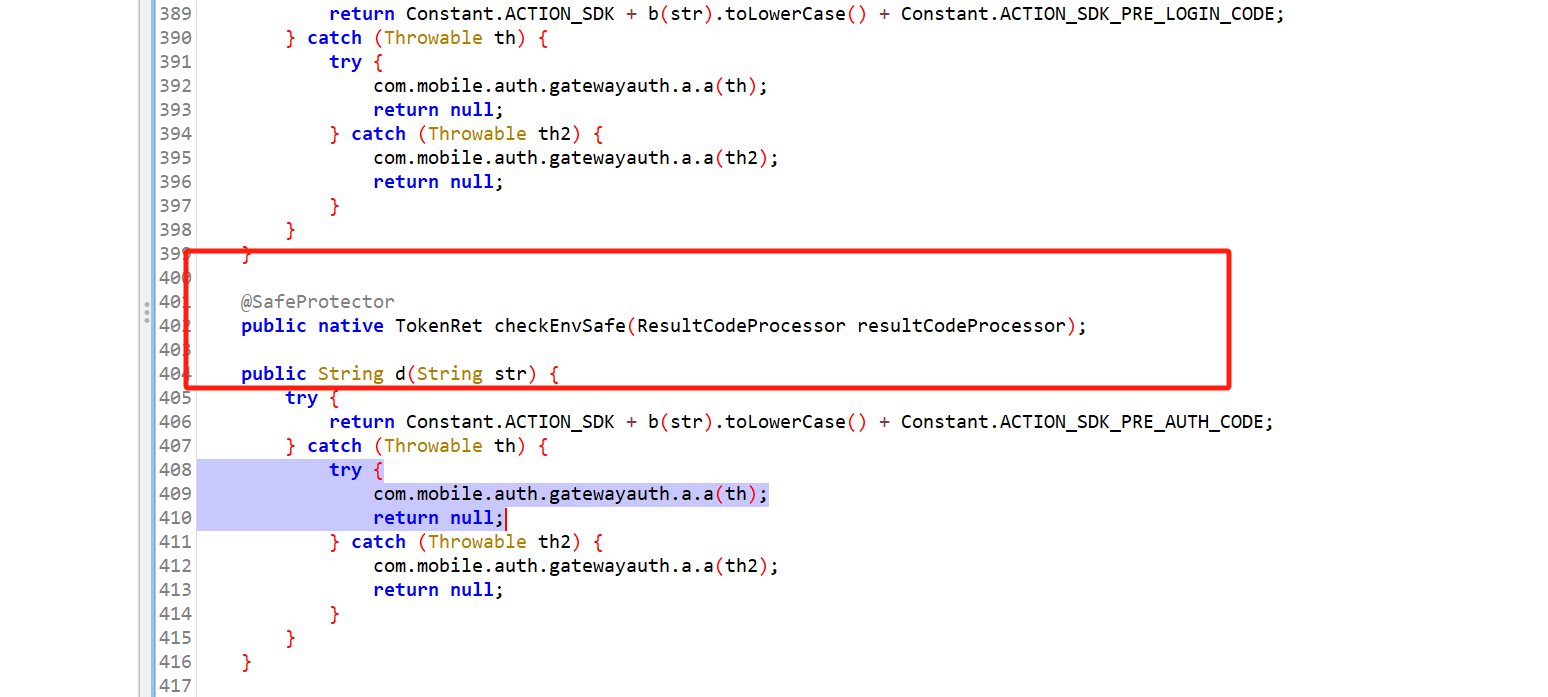 389            return Constant.ACTION_SDK + b(str).toLowerCase() + Constant.ACTION_SDK_PRE_LOGIN_CODE;
390        } catch (Throwable th) {
391            try {
392                com.mobile.auth.gatewayauth.a.a(th);
393                return null;
394            } catch (Throwable th2) {
395                com.mobile.auth.gatewayauth.a.a(th2);
396                return null;
397            }
398        }
399    }
400
401    @SafeProtector
402    public native TokenRet checkEnvSafe(ResultCodeProcessor resultCodeProcessor);
403
404    public String d(String str) {
405        try {
406            return Constant.ACTION_SDK + b(str).toLowerCase() + Constant.ACTION_SDK_PRE_AUTH_CODE;
407        } catch (Throwable th) {
408            try {
409                com.mobile.auth.gatewayauth.a.a(th);
410                return null;
411            } catch (Throwable th2) {
412                com.mobile.auth.gatewayauth.a.a(th2);
413                return null;
414            }
415        }
416    }
417